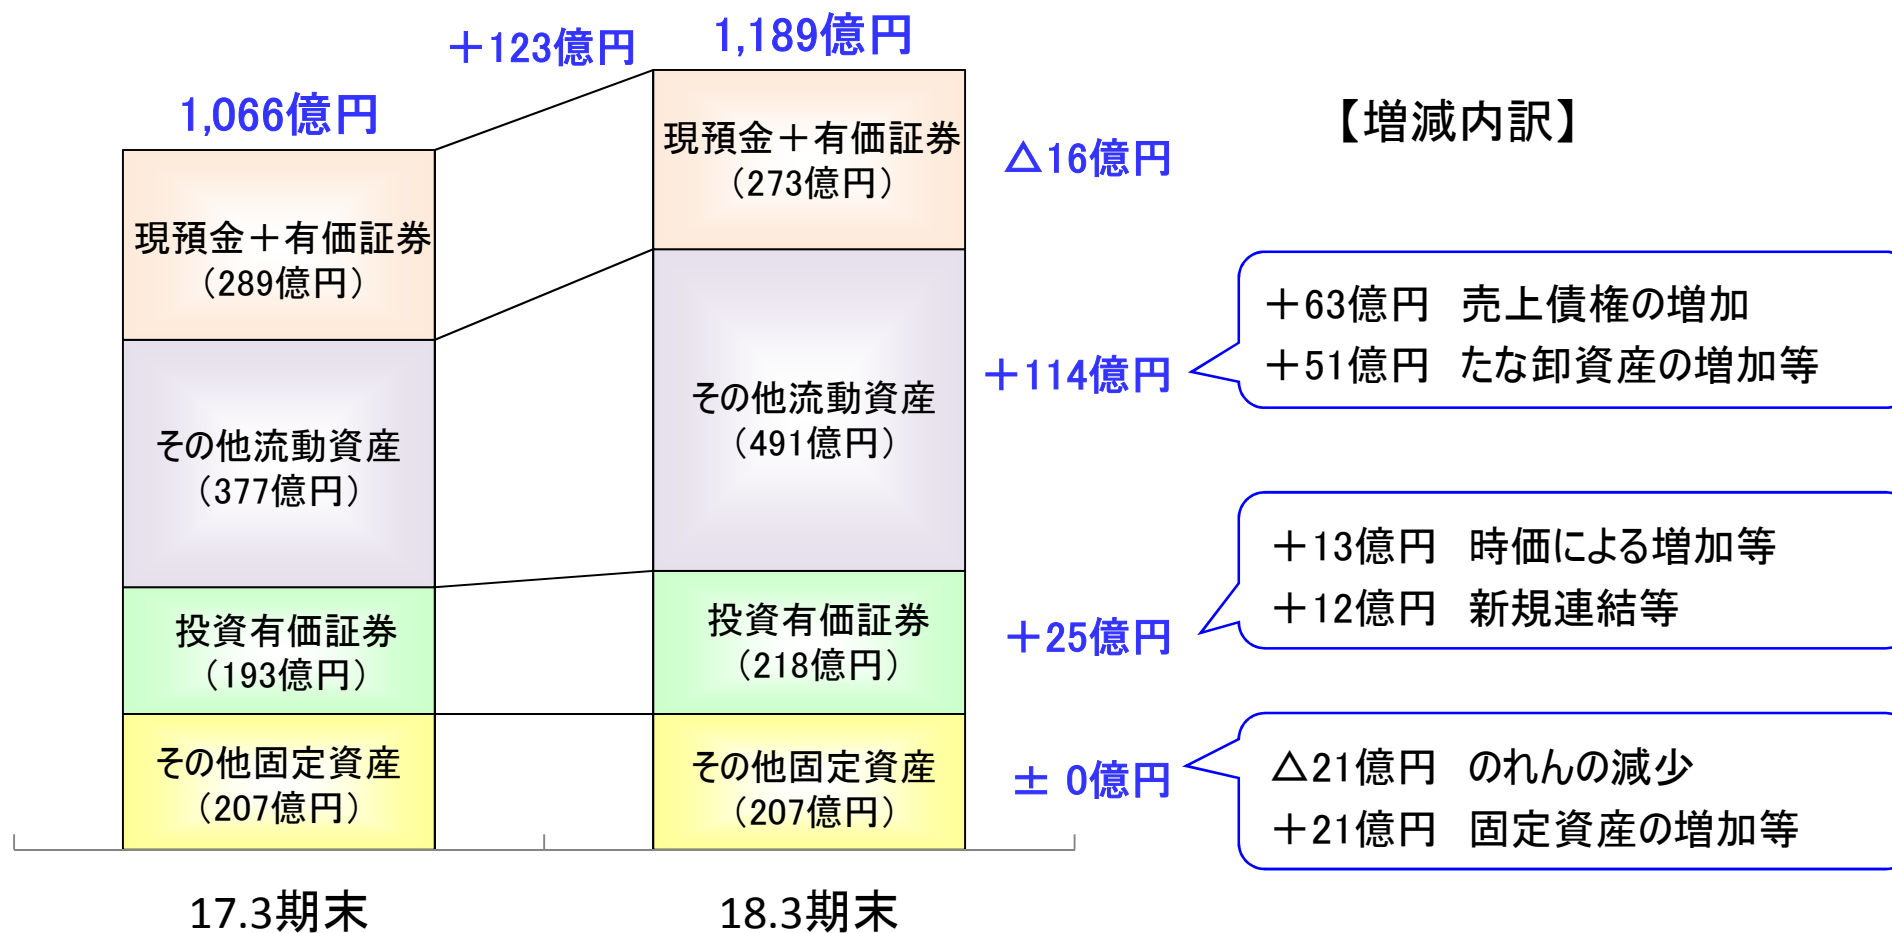 1,066億円
現預金＋有価証券
（289億円）
その他流動資産
（377億円）
投資有価証券
（193億円）
その他固定資産
（207億円）
17.3期末
＋123億円
1,189億円
現預金＋有価証券
（273億円）
その他流動資産
（491億円）
投資有価証券
（218億円）
その他固定資産
（207億円）
18.3期末
【増減内訳】
△16億円
＋114億円
＋63億円　売上債権の増加
＋51億円　たな卸資産の増加等
＋25億円
＋13億円　時価による増加等
＋12億円　新規連結等
± 0億円
△21億円　のれんの減少
＋21億円　固定資産の増加等